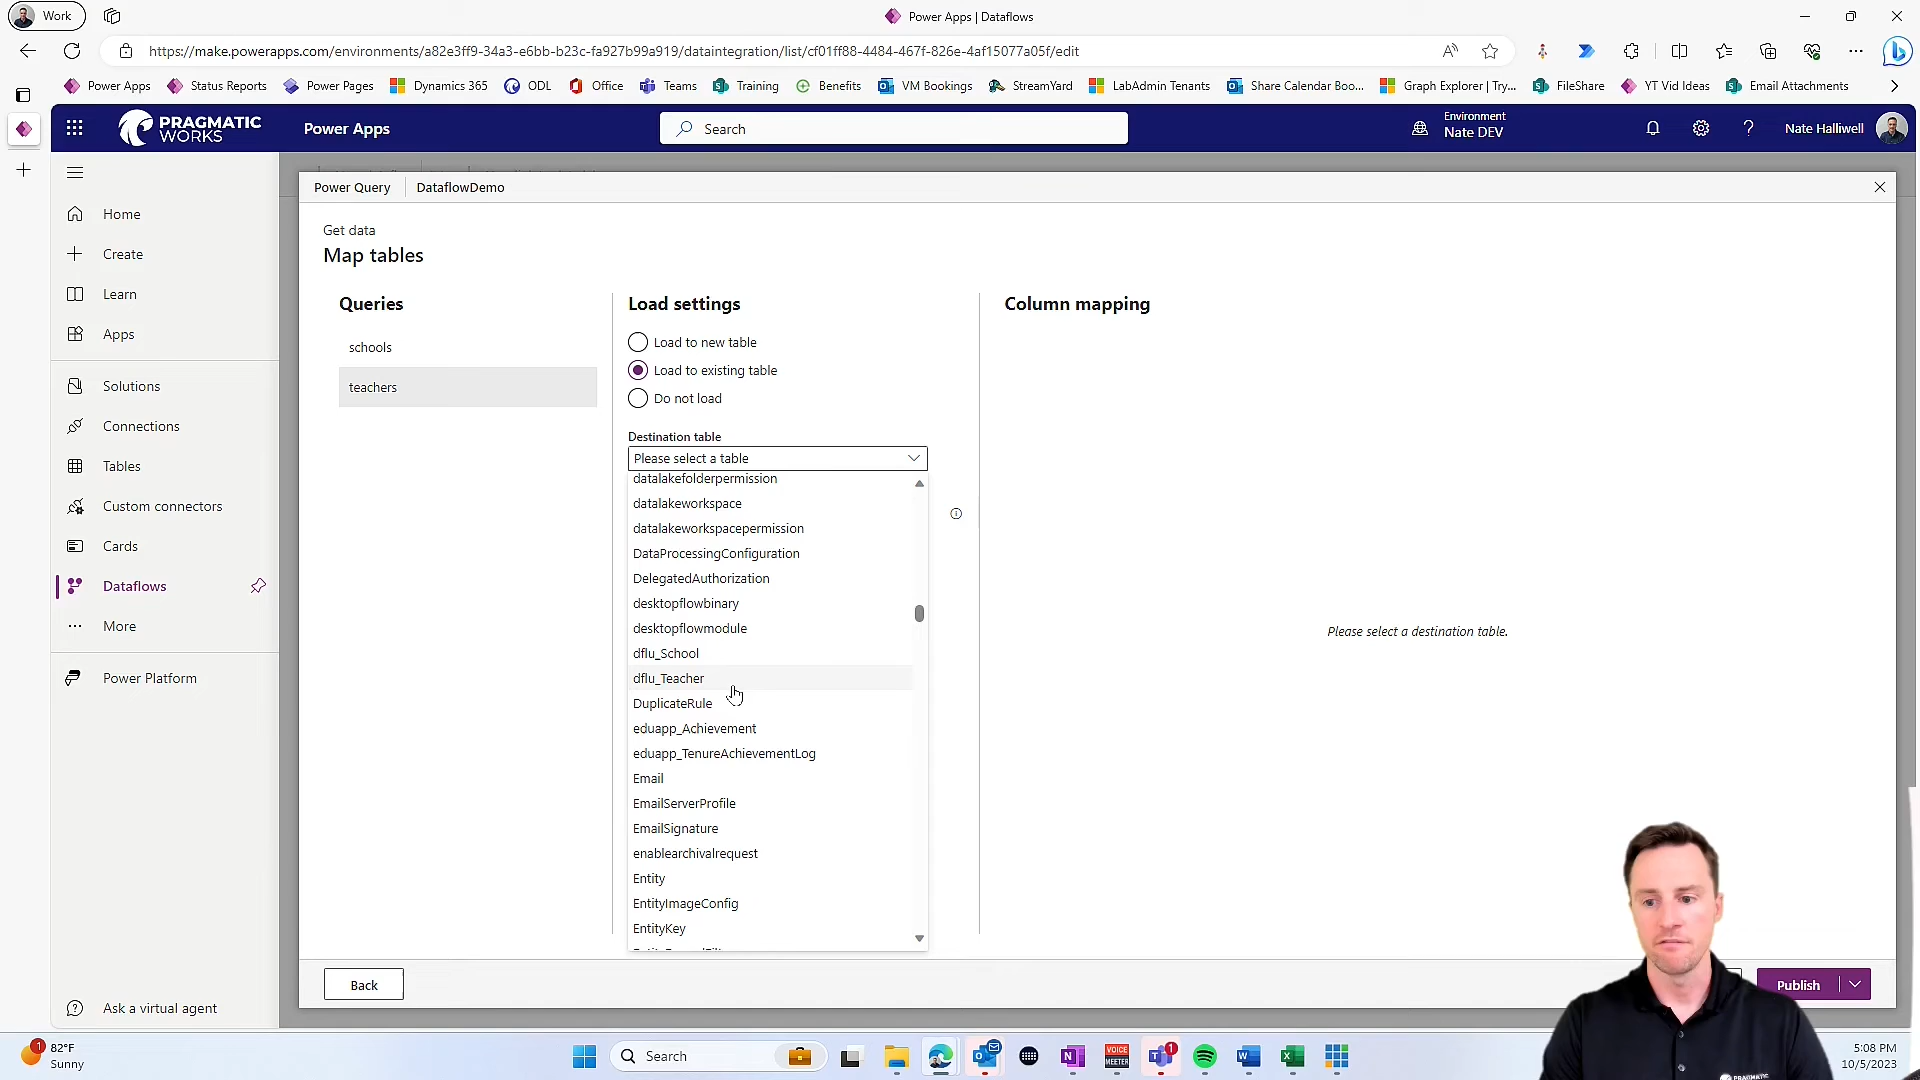 Work
Power Apps | Dataflows
https://make.powerapps.com/environments/a82e3ff9-34a3-e6bb-b23c-fa927b99a919/dataintegration/list/cf01ff88-4484-467f-826e-4af15077a05f/edit
Power Apps
Status Reports
Power Pages
Dynamics 365
ODL
Office
Teams
Training
Benefits
VM Bookings
StreamYard
LabAdmin Tenants
Share Calendar Boo...
Graph Explorer | Try...
FileShare
YT Vid Ideas
Email Attachments
PRAGMATIC
WORKS
Power Apps
Search
Environment
Nate DEV
Nate Halliwell
Home
Create
Learn
Apps
Solutions
Connections
Tables
Custom connectors
Cards
Dataflows
More
Power Platform
Ask a virtual agent
Power Query
DataflowDemo
Get data
Map tables
Queries
schools
teachers
Load settings
Load to new table
Load to existing table
Do not load
Destination table
Please select a table
datalakefolderpermission
datalakeworkspace
datalakeworkspacepermission
DataProcessingConfiguration
DelegatedAuthorization
desktopflowbinary
desktopflowmodule
dflu_School
dflu_Teacher
DuplicateRule
eduapp_Achievement
eduapp_TenureAchievementLog
Email
EmailServerProfile
EmailSignature
enablearchivalrequest
Entity
EntityImageConfig
EntityKey
Column mapping
Please select a destination table.
Back
Publish
PRAGMATIC
1
82°F
Sunny
Search
VOICE
MEETER
1
5:08 PM
10/5/2023